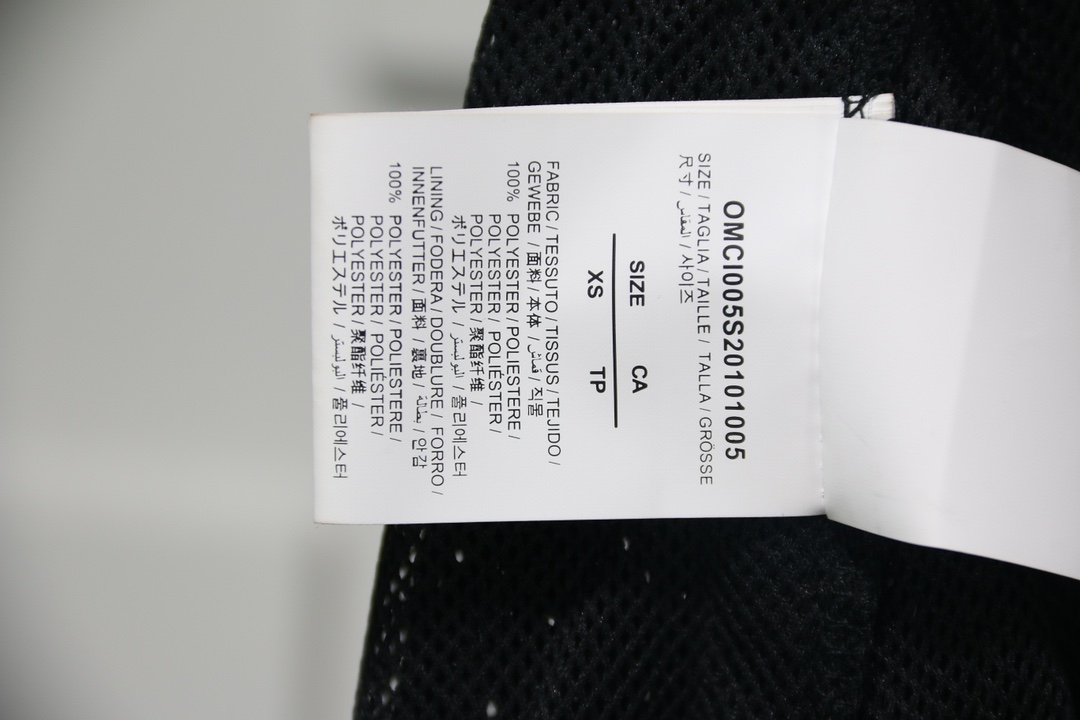 OMCI005S20101005
SIZE / TAGLIA / TAILLE / TALLA / GRÖSSE
尺寸 / المقاس / 사이즈
SIZE CA
XS TP
FABRIC / TESSUTO / TISSUS / TEJIDO /
GEWEBE / 面料 / 本体 / قماش / 직물
100% POLYESTER / POLIESTERE /
POLYESTER / POLIÉSTER /
POLYESTER / 聚酯纤维 /
ポリエステル / البوليستر / 폴리에스터
LINING / FODERA / DOUBLURE / FORRO /
INNENFUTTER / 面料 / 裏地 / بطانة / 안감
100% POLYESTER / POLIESTERE /
POLYESTER / POLIÉSTER /
POLYESTER / 聚酯纤维 /
ポリエステル / البوليستر / 폴리에스터